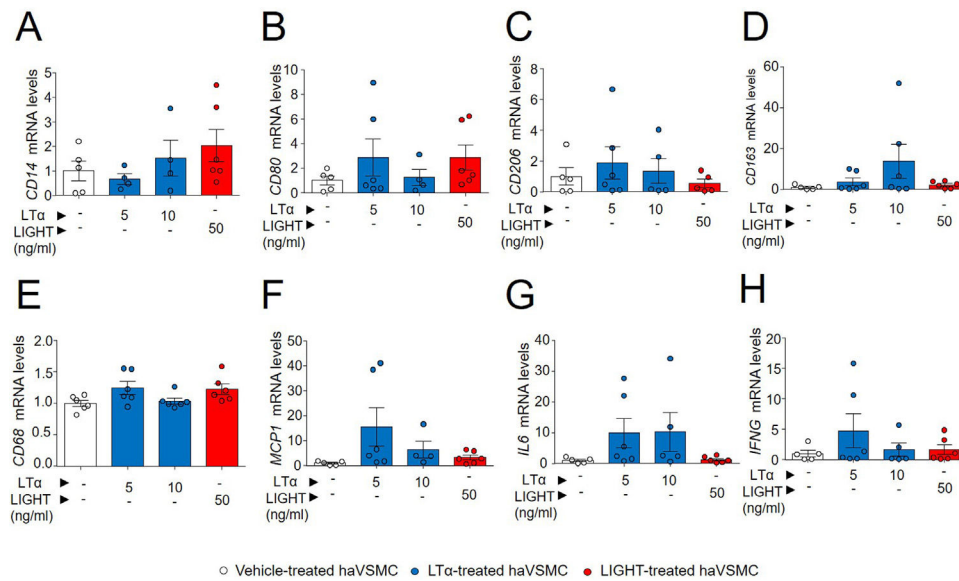 A
CD14 mRNA levels
5
4
3
2
1
0
LTα ► - 5 10 -
LIGHT ► - - - 50
(ng/ml)
B
CD80 mRNA levels
10
8
6
4
2
0
LTα ► - 5 10 -
LIGHT ► - - - 50
(ng/ml)
C
CD206 mRNA levels
8
6
4
2
0
LTα ► - 5 10 -
LIGHT ► - - - 50
(ng/ml)
D
CD163 mRNA levels
60
40
20
0
LTα ► - 5 10 -
LIGHT ► - - - 50
(ng/ml)
E
CD68 mRNA levels
2.0
1.5
1.0
0.5
0.0
LTα ► - 5 10 -
LIGHT ► - - - 50
(ng/ml)
F
MCP1 mRNA levels
50
40
30
20
10
0
LTα ► - 5 10 -
LIGHT ► - - - 50
(ng/ml)
G
IL6 mRNA levels
40
30
20
10
0
LTα ► - 5 10 -
LIGHT ► - - - 50
(ng/ml)
H
IFNG mRNA levels
20
15
10
5
0
LTα ► - 5 10 -
LIGHT ► - - - 50
(ng/ml)
Vehicle-treated haVSMC LTα-treated haVSMC LIGHT-treated haVSMC